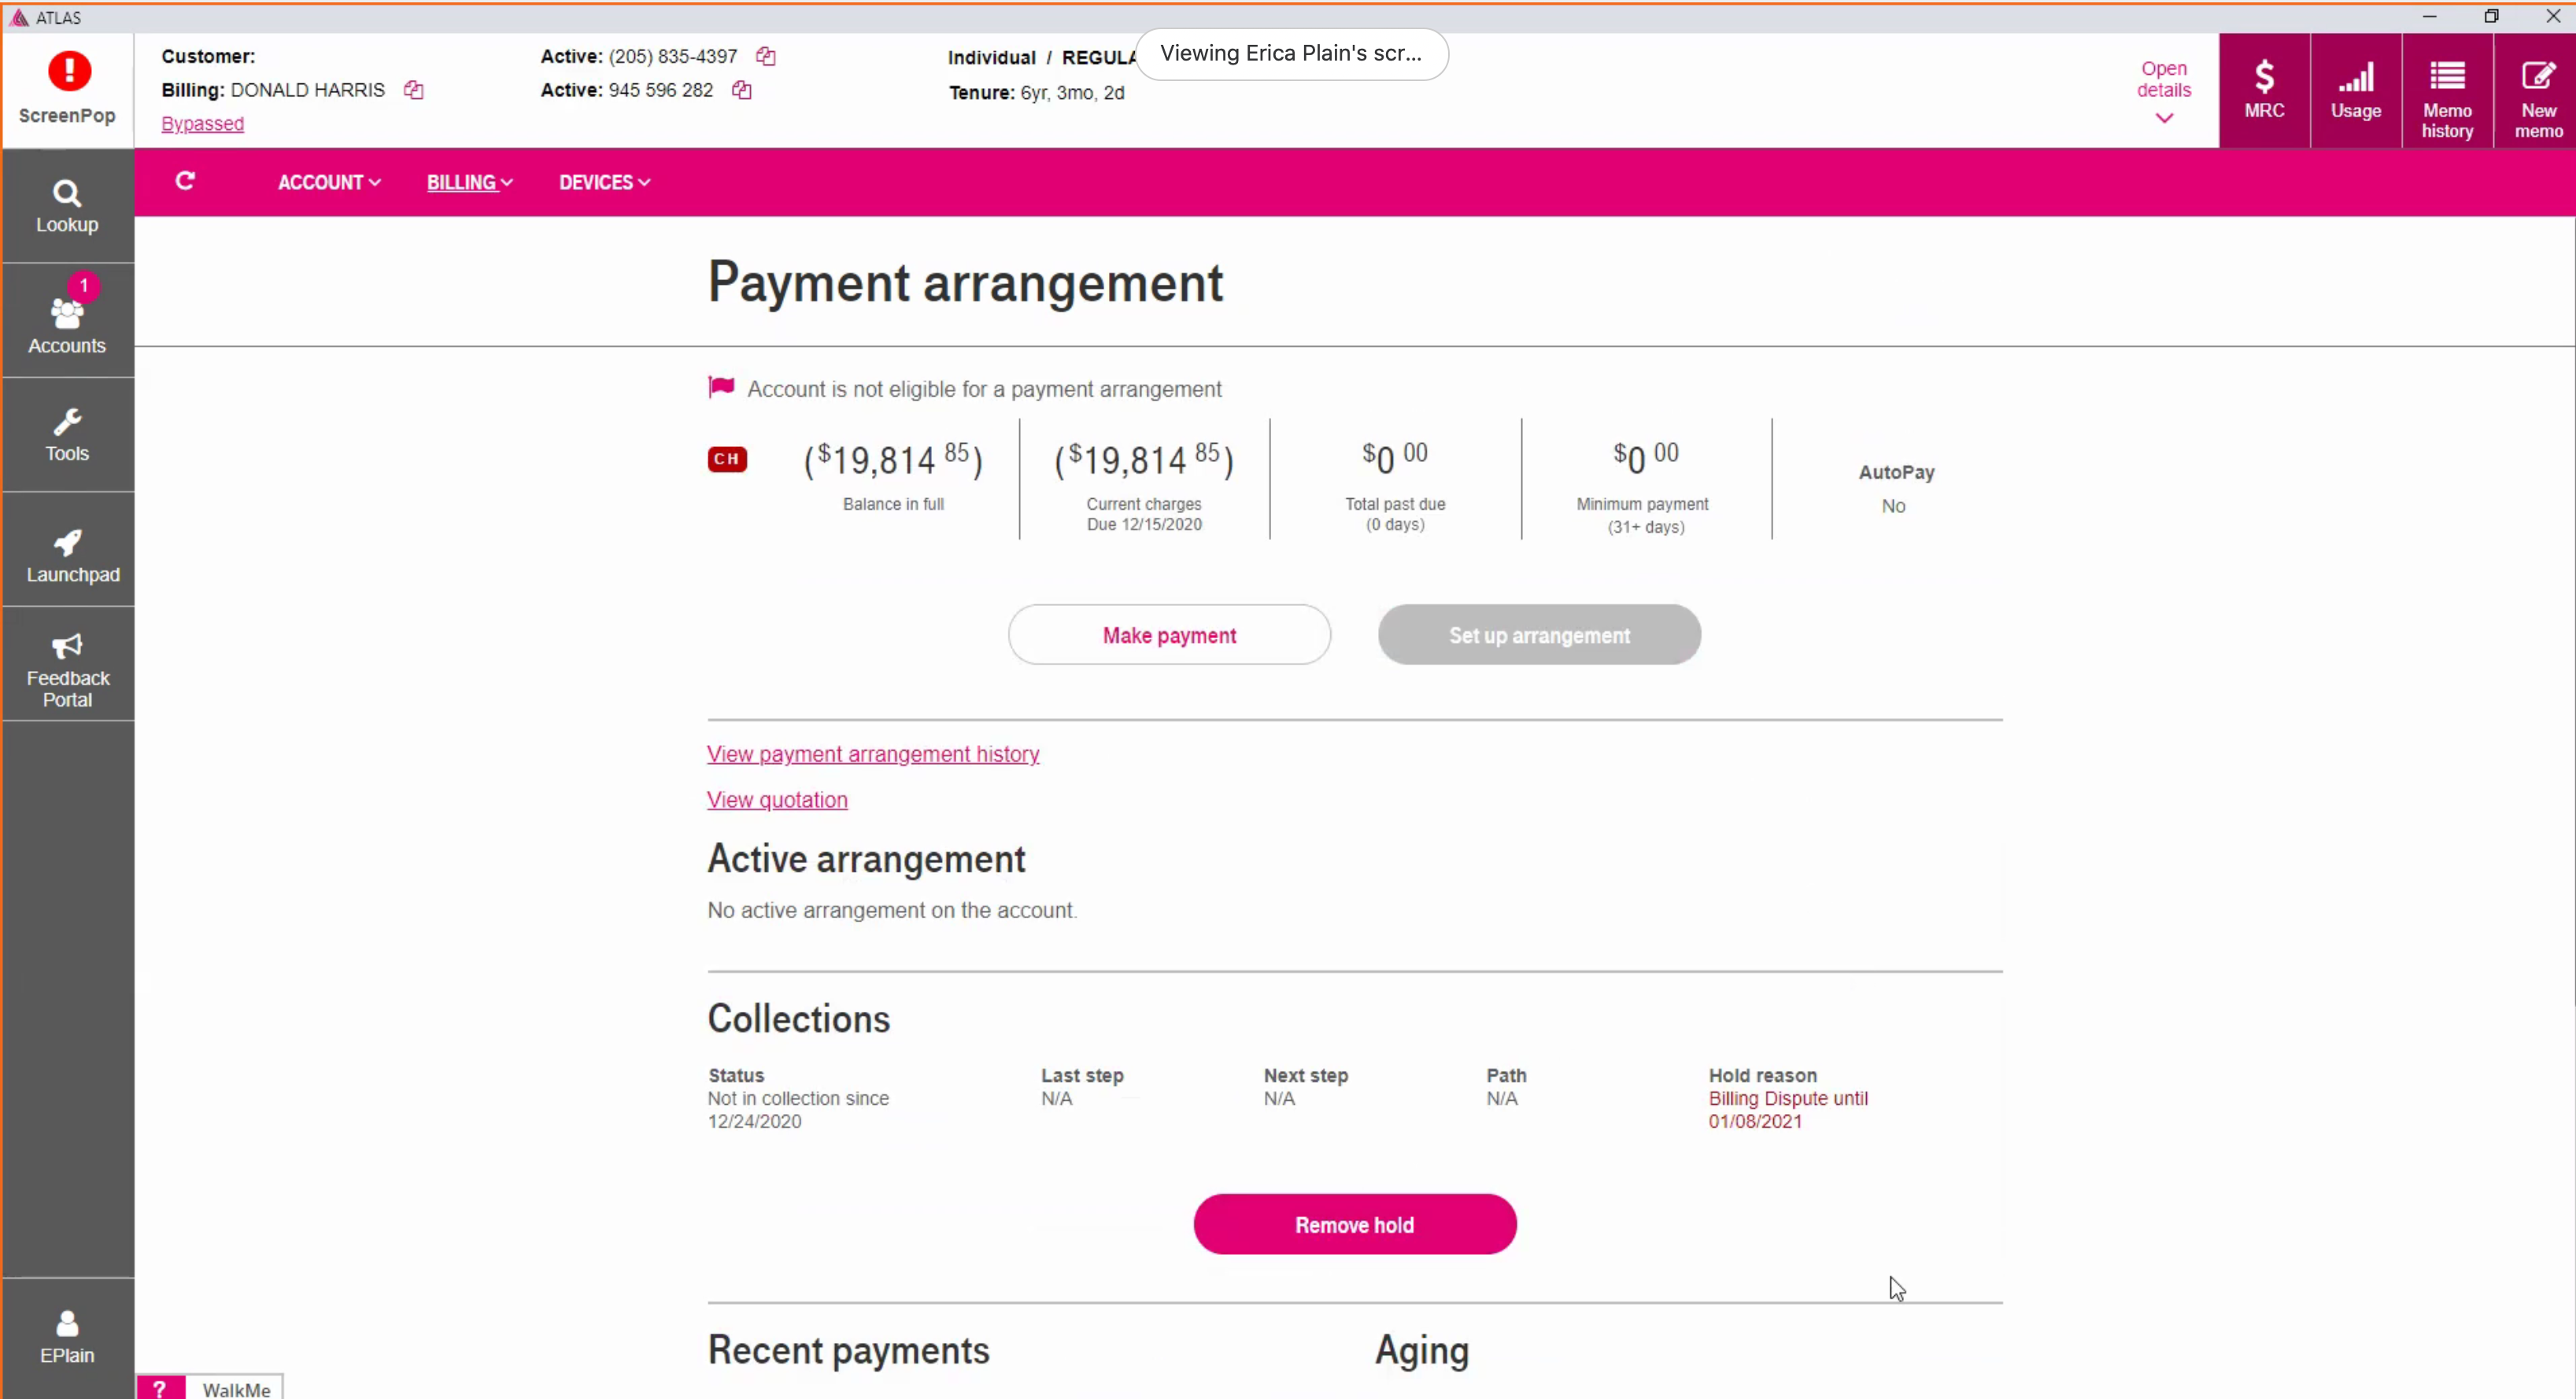 ATLAS
Viewing Erica Plain's scr...
ScreenPop
Customer:
Billing: DONALD HARRIS
Bypassed
Active: (205) 835-4397
Active: 945 596 282
Individual / REGULA
Tenure: 6yr, 3mo, 2d
Open
details
MRC
Usage
Memo
history
New
memo
ACCOUNT
BILLING
DEVICES
Lookup
1
Accounts
Tools
Launchpad
Feedback
Portal
EPlain
Payment arrangement
Account is not eligible for a payment arrangement
CH
($19,814 85)
Balance in full
($19,814 85)
Current charges
Due 12/15/2020
$0 00
Total past due
(0 days)
$0 00
Minimum payment
(31+ days)
AutoPay
No
Make payment
Set up arrangement
View payment arrangement history
View quotation
Active arrangement
No active arrangement on the account.
Collections
Status
Not in collection since
12/24/2020
Last step
N/A
Next step
N/A
Path
N/A
Hold reason
Billing Dispute until
01/08/2021
Remove hold
Recent payments
Aging
? WalkMe